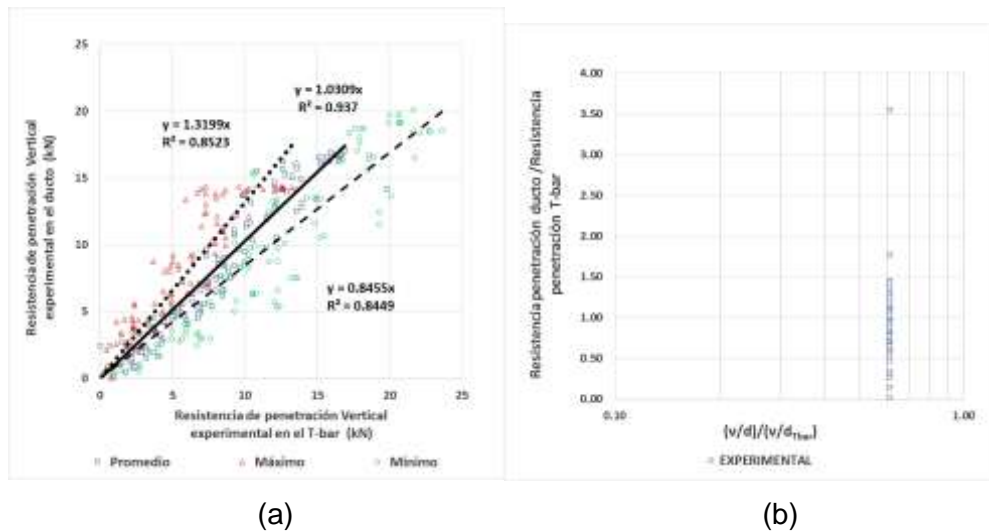 25
20
15
10
5
0
0
5
10
15
20
25
Resistencia de penetración Vertical
experimental en el ducto (kN)
y = 1.0309x
R² = 0.937
y = 1.3199x
R² = 0.8523
y = 0.8455x
R² = 0.8449
Resistencia de penetración Vertical
experimental en el T-bar (kN)
Promedio
Máximo
Mínimo
(a)
Resistencia penetración ducto /Resistencia
penetración T-bar
4.00
3.50
3.00
2.50
2.00
1.50
1.00
0.50
0.00
0.10
1.00
(v/d)/(v/dTbar)
EXPERIMENTAL
(b)